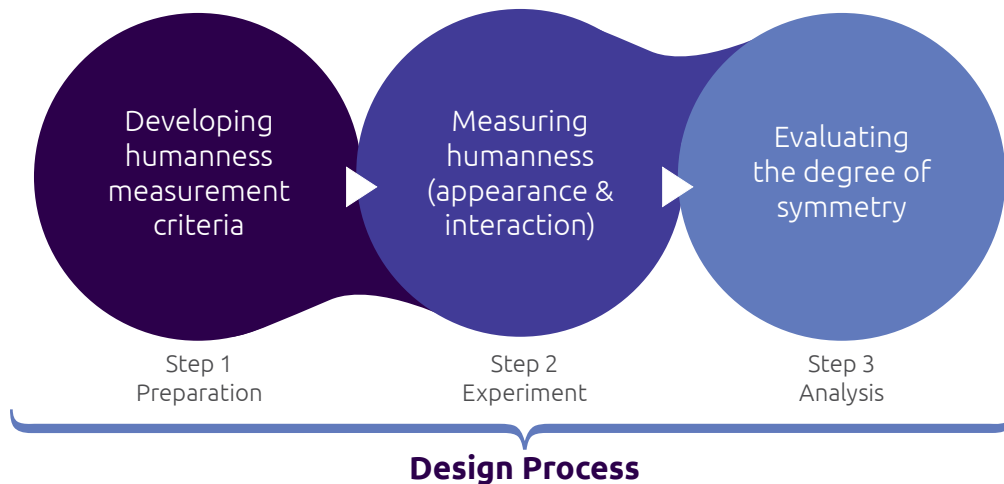 Developing
humanness
measurement
criteria
Measuring
humanness
(appearance &
interaction)
Evaluating
the degree of
symmetry
Step 1
Preparation
Step 2
Experiment
Step 3
Analysis
Design Process